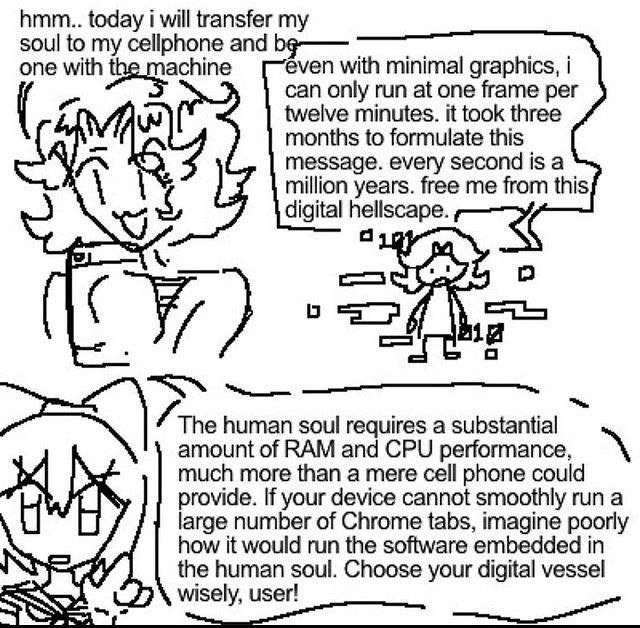 hmm.. today i will transfer my
soul to my cellphone and be
one with the machine
even with minimal graphics, i
can only run at one frame per
twelve minutes. it took three
months to formulate this
message. every second is a
million years. free me from this
digital hellscape.
101
010
The human soul requires a substantial
amount of RAM and CPU performance,
much more than a mere cell phone could
provide. If your device cannot smoothly run a
large number of Chrome tabs, imagine poorly
how it would run the software embedded in
the human soul. Choose your digital vessel
wisely, user!